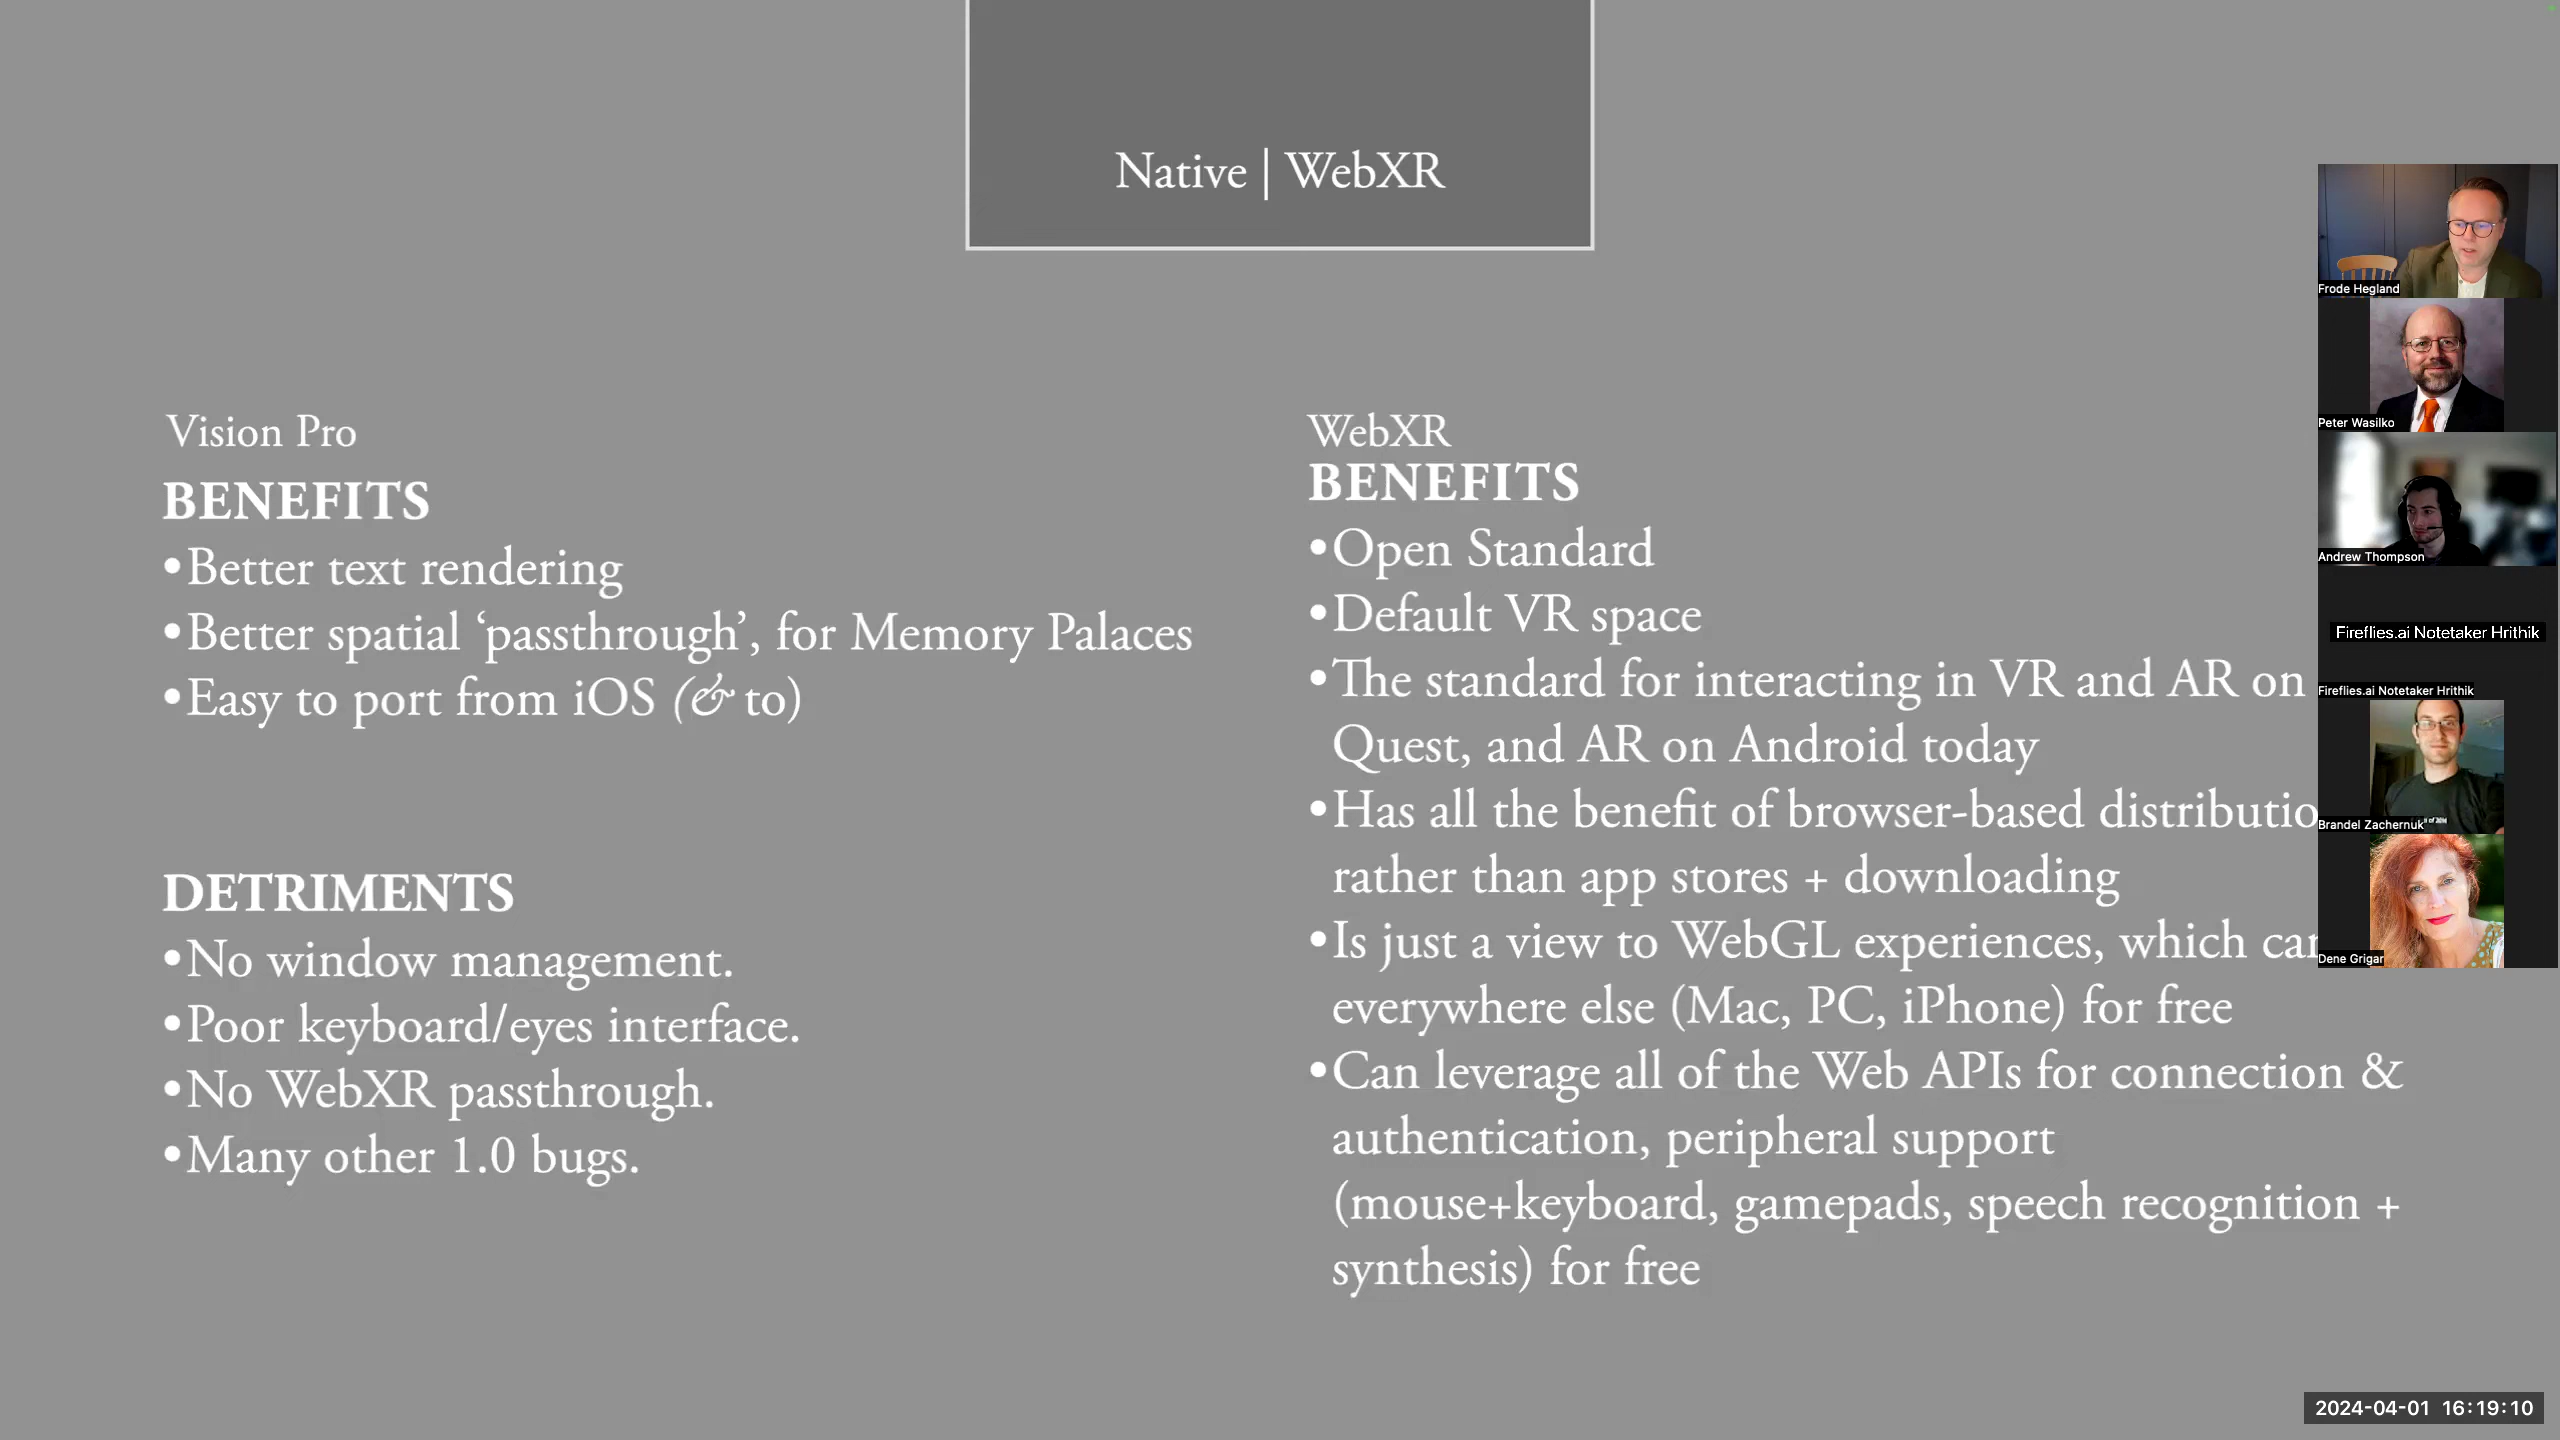 Native | WebXR
Vision Pro
BENEFITS
•Better text rendering
•Better spatial ‘passthrough’, for Memory Palaces
•Easy to port from iOS (& to)
DETRIMENTS
•No window management.
•Poor keyboard/eyes interface.
•No WebXR passthrough.
•Many other 1.0 bugs.
WebXR
BENEFITS
•Open Standard
•Default VR space
•The standard for interacting in VR and AR on
Quest, and AR on Android today
•Has all the benefit of browser-based
rather than app stores + downloading
•Is just a view to WebGL experiences, which
everywhere else (Mac, PC, iPhone) for free
•Can leverage all of the Web APIs for connection &
authentication, peripheral support
(mouse+keyboard, gamepads, speech recognition +
synthesis) for free
Frode Hegland
Peter Wasilko
Andrew Thompson
Fireflies.ai Notetaker Hrithik
Fireflies.ai Notetaker Hrithik
Brandel Zachernuk
Dene Grigar
2024-04-01 16:19:10